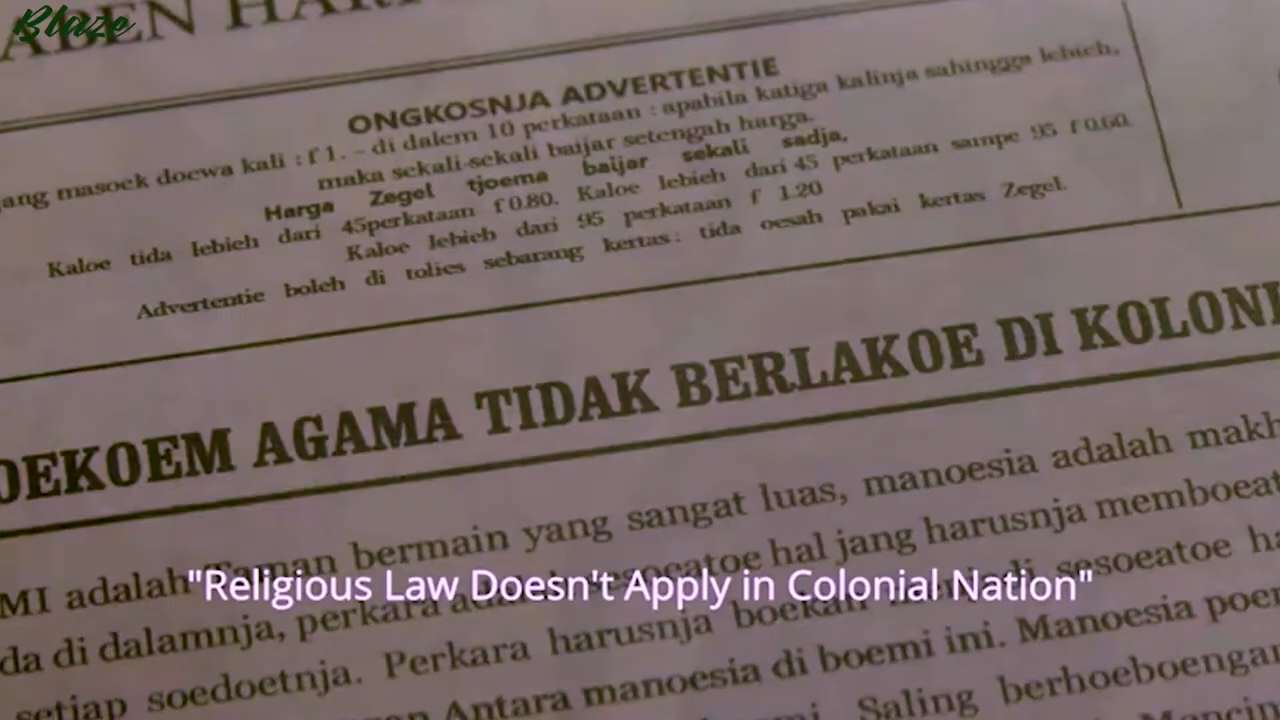 Blaze
ABEN HAR
ONGKOSNJA ADVERTENTIE
ang masoek doewa kali : f 1. - di dalem 10 perkataan : apabila katiga kalinja sahingga lebieh,
maka sekali-sekali baijar setengah harga.
Harga Zegel tjoema baijar sekali sadja,
Kaloe tida lebieh dari 45perkataan f 0.80. Kaloe lebieh dari 45 perkataan sampe 95 f 0.60.
Kaloe lebieh dari 95 perkataan f 1.20
Advertentie boleh di tolies sebarang kertas: tida oesah pakai kertas Zegel.
OEKOEM AGAMA TIDAK BERLAKOE DI KOLONI
MI adalah Taman bermain yang sangat luas, manoesia adalah makh
da di dalamnja, perkara hal jang harusnja memboeat
"Religious Law Doesn't Apply in Colonial Nation"
setiap soedoetnja. Perkara harusnja boekan sesoeatoe ha
Antara manoesia di boemi ini. Manoesia poen
Saling berhoeboengan